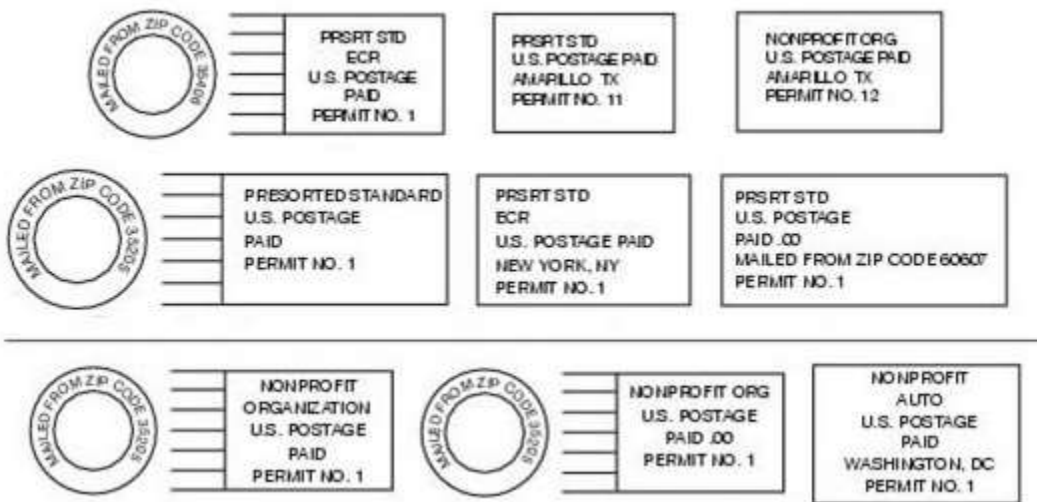 MAILED FROM ZIP CODE 35406
PRSRT STD
ECR
U.S. POSTAGE
PAID
PERMIT NO. 1
PRSRT STD
U.S. POSTAGE PAID
AMARILLO TX
PERMIT NO. 11
NONPROFIT ORG
U.S. POSTAGE PAID
AMARILLO TX
PERMIT NO. 12
MAILED FROM ZIP CODE 35205
PRESORTED STANDARD
U.S. POSTAGE
PAID
PERMIT NO. 1
PRSRT STD
ECR
U.S. POSTAGE PAID
NEW YORK, NY
PERMIT NO. 1
PRSRT STD
U.S. POSTAGE
PAID .00
MAILED FROM ZIP CODE 60607
PERMIT NO. 1
MAILED FROM ZIP CODE 35205
NONPROFIT
ORGANIZATION
U.S. POSTAGE
PAID
PERMIT NO. 1
MAILED FROM ZIP CODE 35205
NONPROFIT ORG
U.S. POSTAGE
PAID .00
PERMIT NO. 1
NONPROFIT
AUTO
U.S. POSTAGE
PAID
WASHINGTON, DC
PERMIT NO. 1